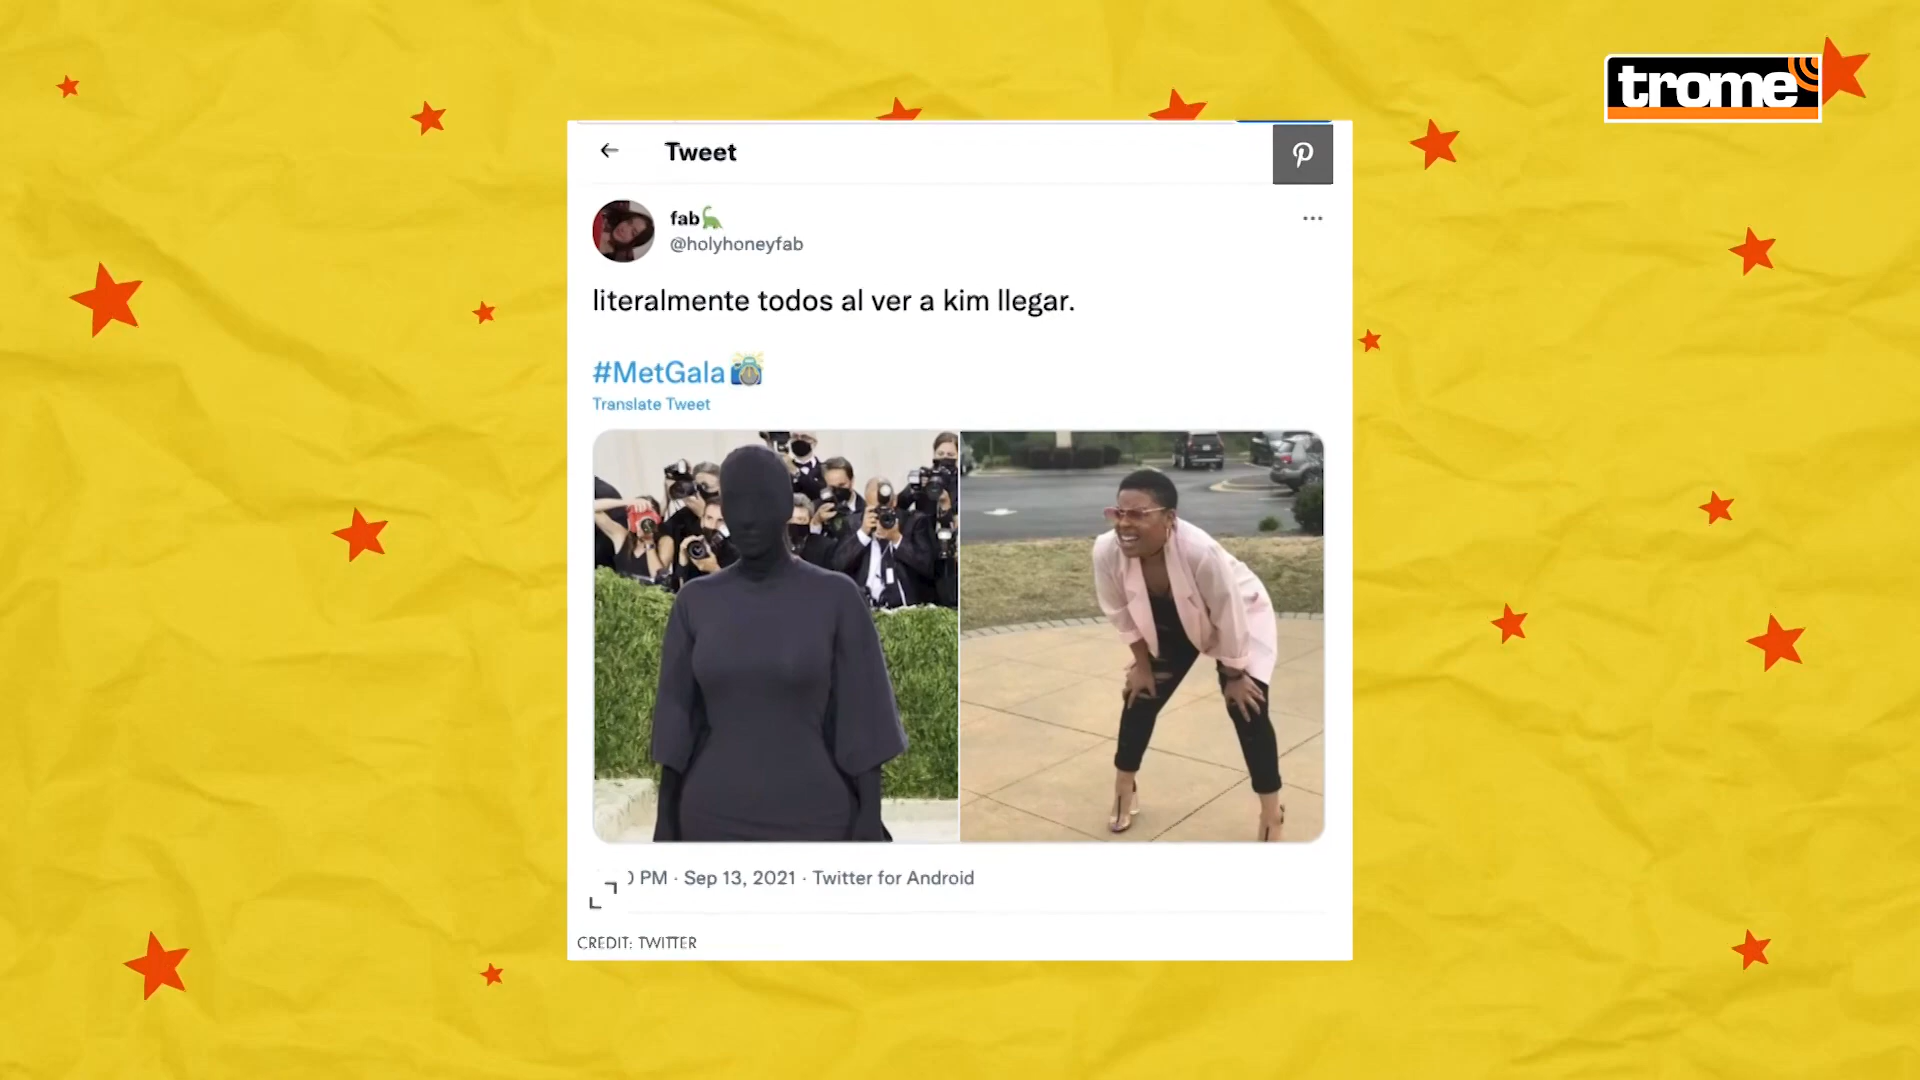 trome
Tweet
fab
@holyhoneyfab
literalmente todos al ver a kim llegar.
#MetGala
Translate Tweet
PM · Sep 13, 2021 · Twitter for Android
CREDIT: TWITTER